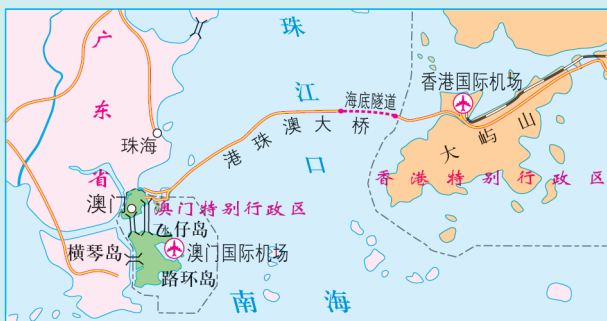 广东省
珠江口
海底隧道
香港国际机场
港珠澳大桥
大屿山
珠海
香港特别行政区
澳门
澳门特别行政区
氹仔岛
横琴岛
澳门国际机场
路环岛
南海